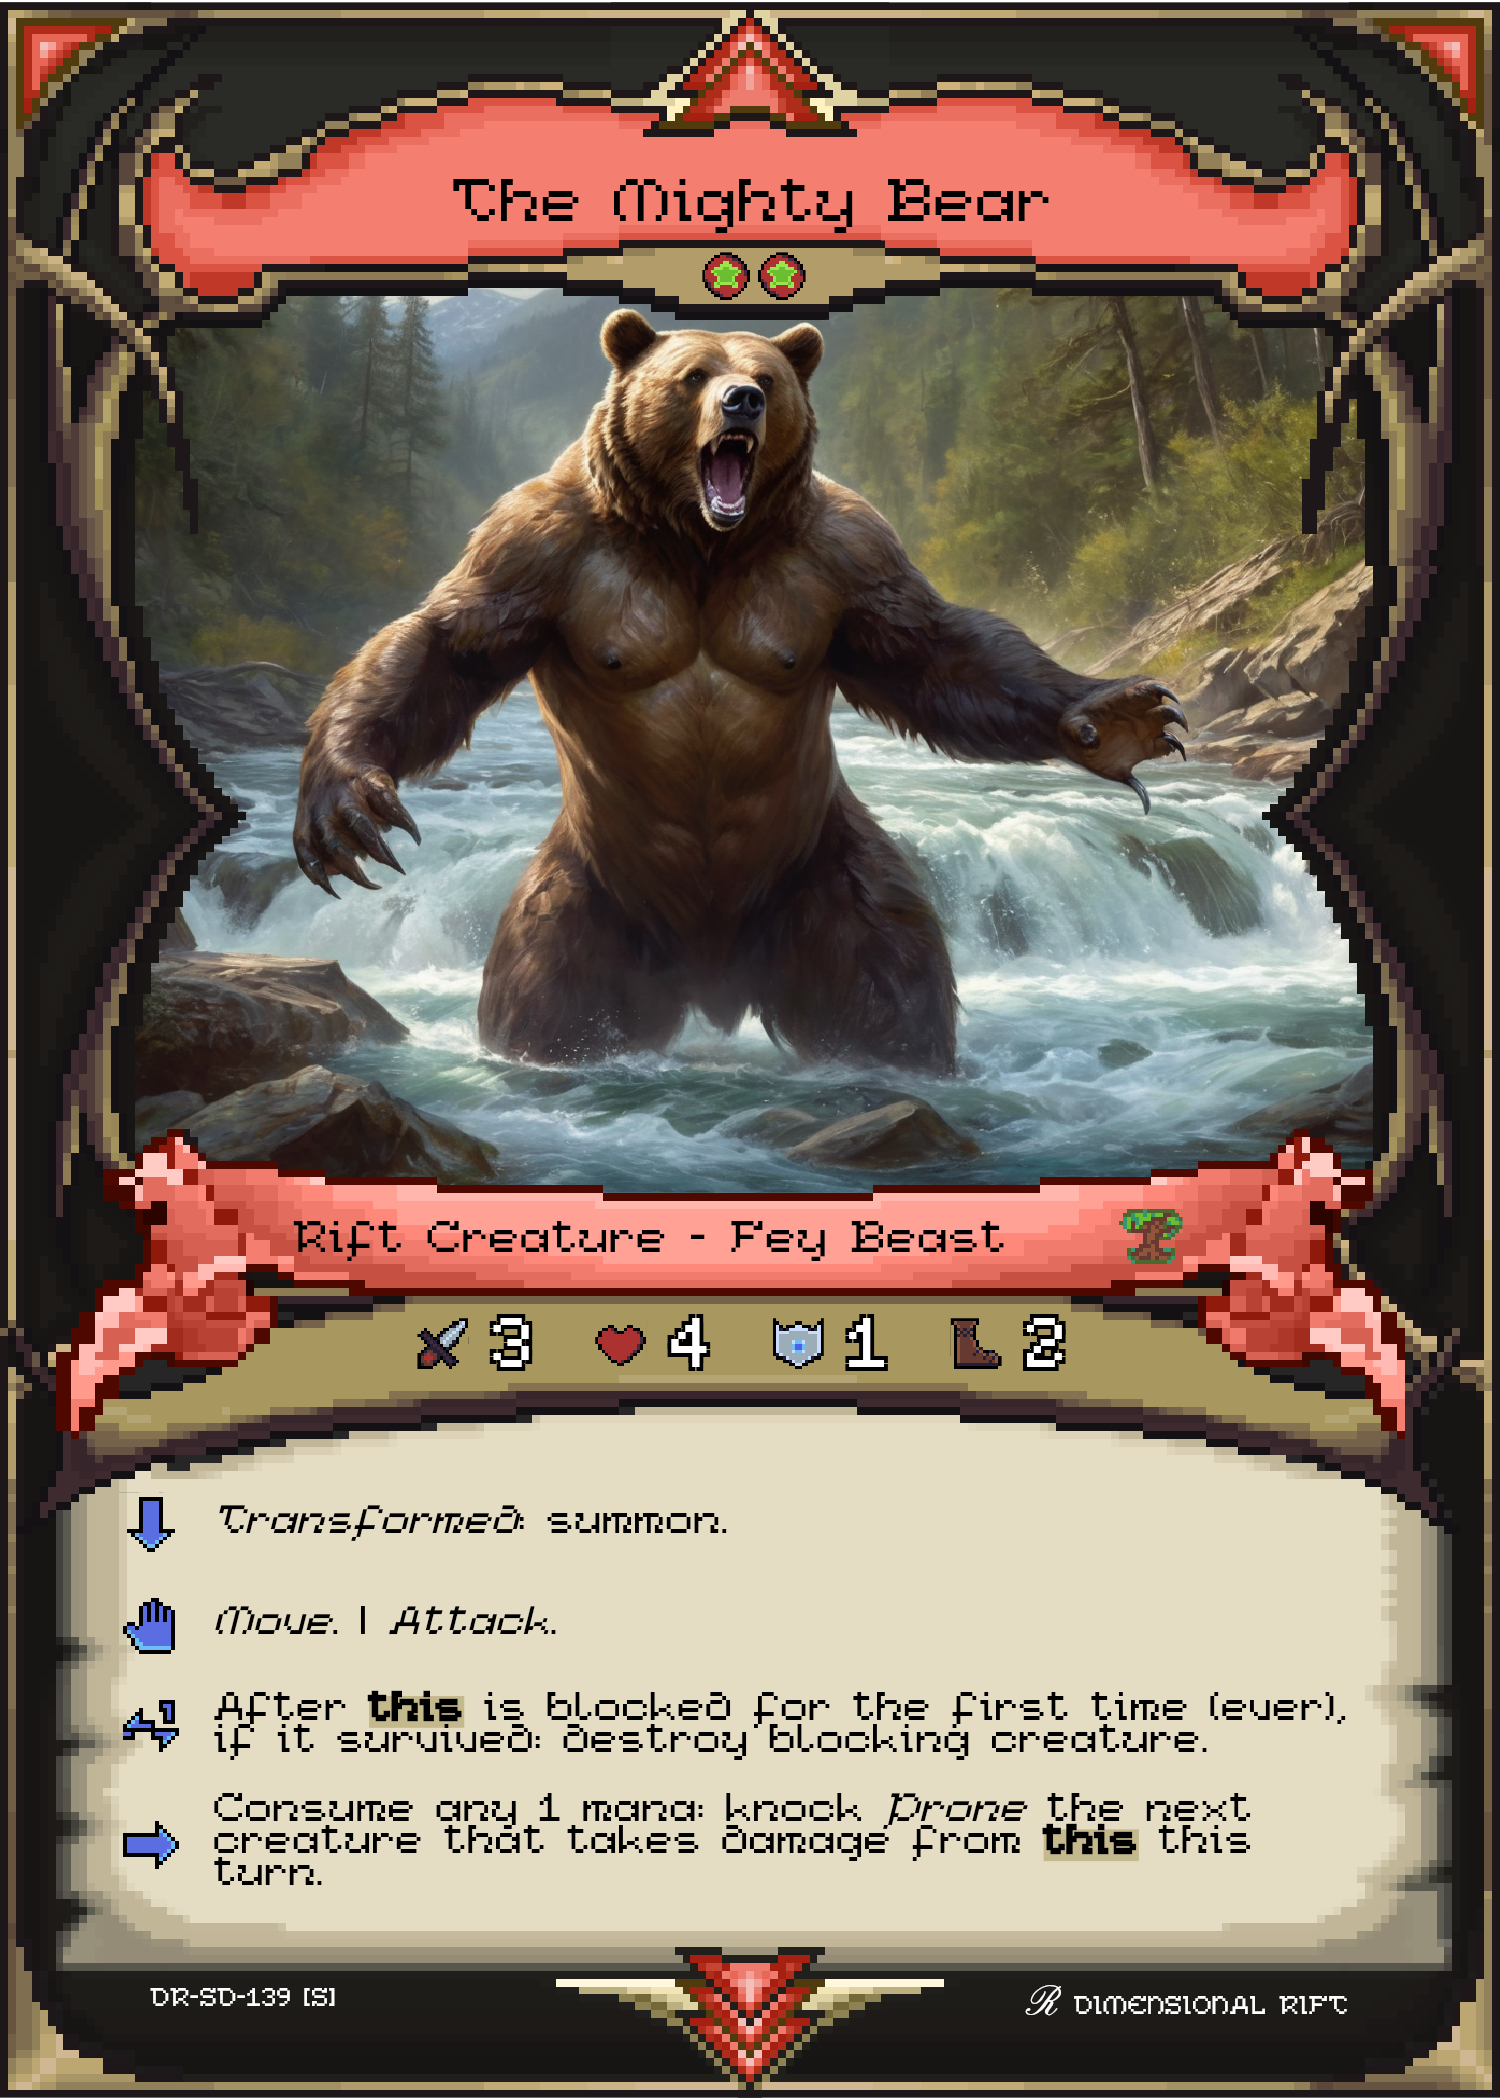 The Mighty Bear
Rift Creature - Fey Beast
3 4 1 2
Transformed: summon.
Move. | Attack.
After this is blocked for the first time (ever),
if it survived: destroy blocking creature.
Consume any 1 mana: knock prone the next
creature that takes damage from this this
turn.
DR-SD-139 [S]
R DIMENSIONAL RIFT